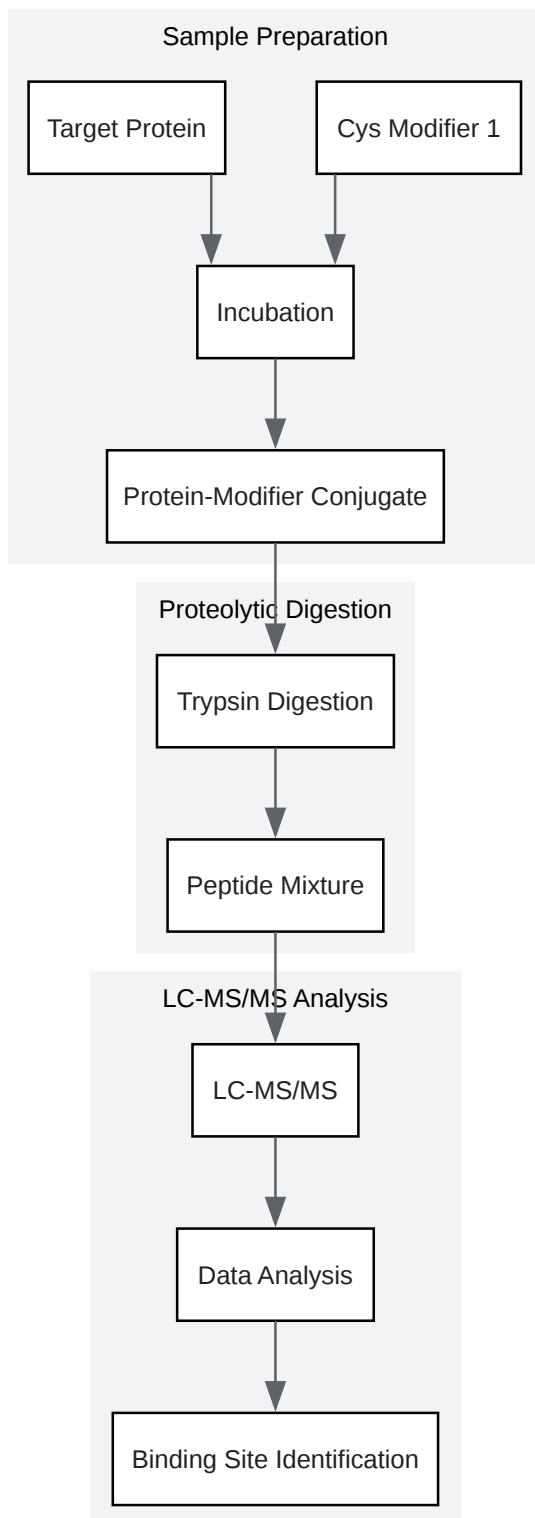 Sample Preparation
Target Protein
Cys Modifier 1
Incubation
Protein-Modifier Conjugate
Proteolytic Digestion
Trypsin Digestion
Peptide Mixture
LC-MS/MS Analysis
LC-MS/MS
Data Analysis
Binding Site Identification